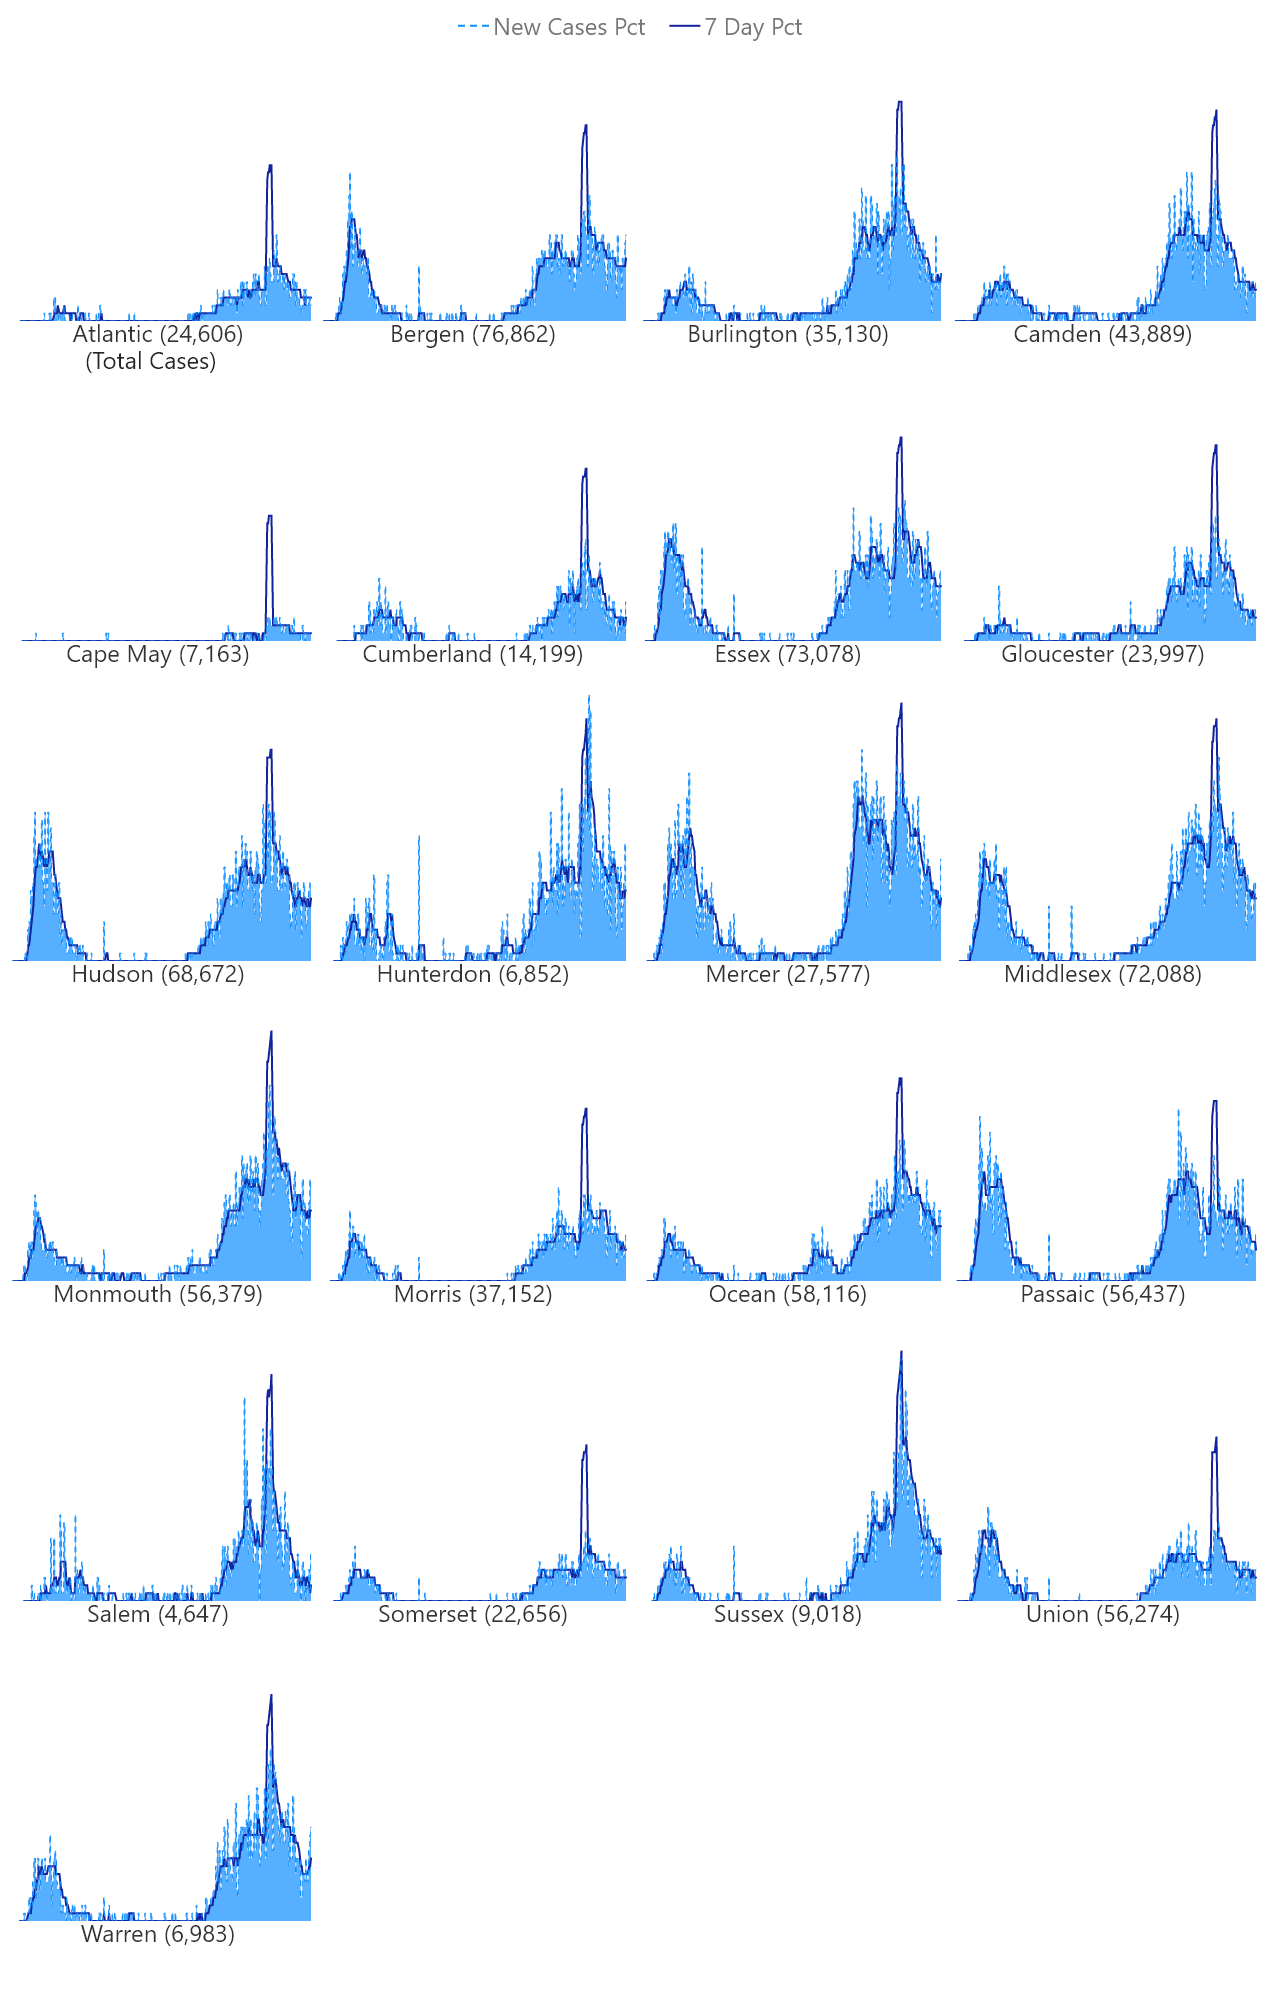 New Cases Pct 7 Day Pct
Atlantic (24,606) Bergen (76,862) Burlington (35,130) Camden (43,889)
(Total Cases)
Cape May (7,163) Cumberland (14,199) Essex (73,078) Gloucester (23,997)
Hudson (68,672) Hunterdon (6,852) Mercer (27,577) Middlesex (72,088)
Monmouth (56,379) Morris (37,152) Ocean (58,116) Passaic (56,437)
Salem (4,647) Somerset (22,656) Sussex (9,018) Union (56,274)
Warren (6,983)